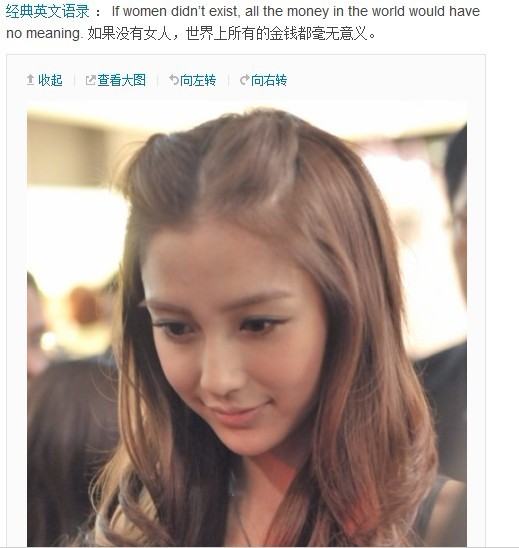 经典英文语录 ： If women didn't exist, all the money in the world would have
no meaning. 如果没有女人，世界上所有的金钱都毫无意义。
收起 查看大图 向左转 向右转